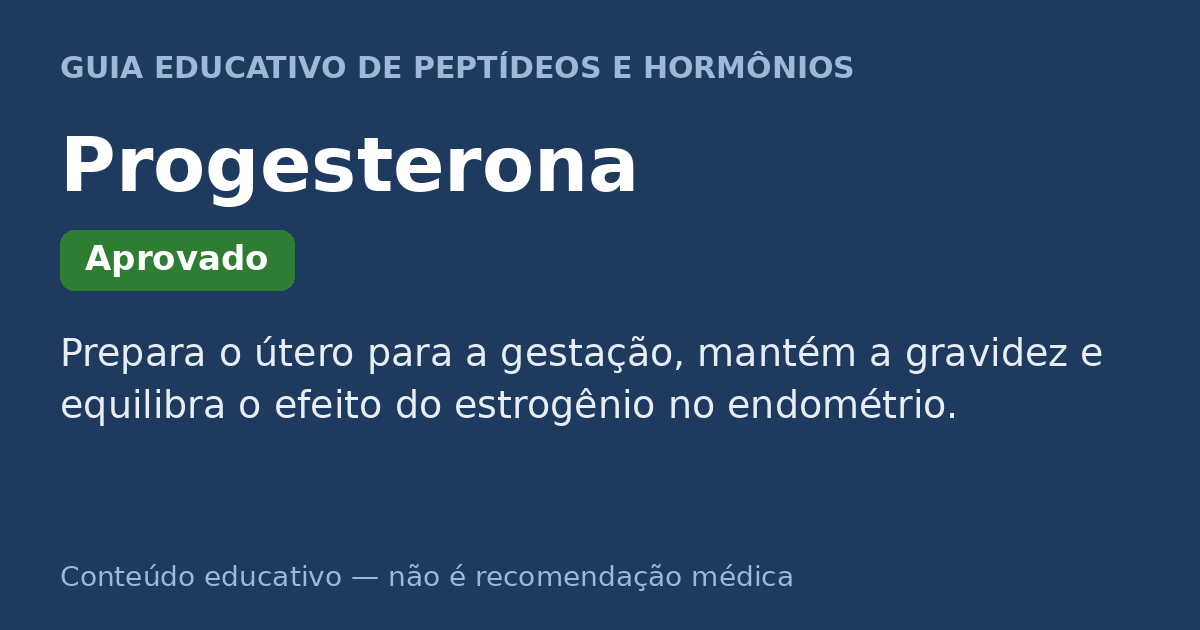 GUIA EDUCATIVO DE PEPTÍDEOS E HORMÔNIOS
Progesterona
Aprovado
Prepara o útero para a gestação, mantém a gravidez e
equilibra o efeito do estrogênio no endométrio.
Conteúdo educativo — não é recomendação médica